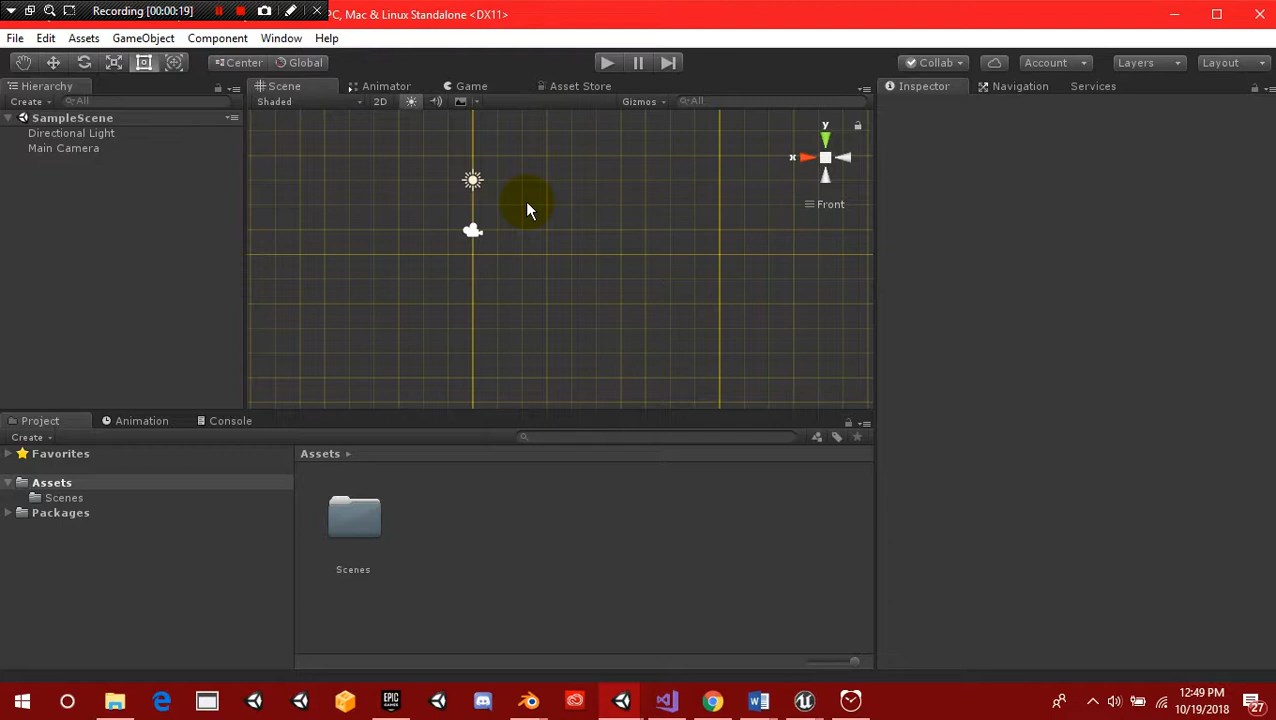 Recording [00:00:19]
PC, Mac & Linux Standalone <DX11>
File Edit Assets GameObject Component Window Help
Center Global Collab Account Layers Layout
Hierarchy Scene Animator Game Asset Store Inspector Navigation Services
Create All Shaded 2D Gizmos All
SampleScene
Directional Light
Main Camera
y
x
Front
Project Animation Console
Create
Favorites
Assets
Assets
Scenes
Packages
Scenes
12:49 PM
10/19/2018
27
EPIC GAMES